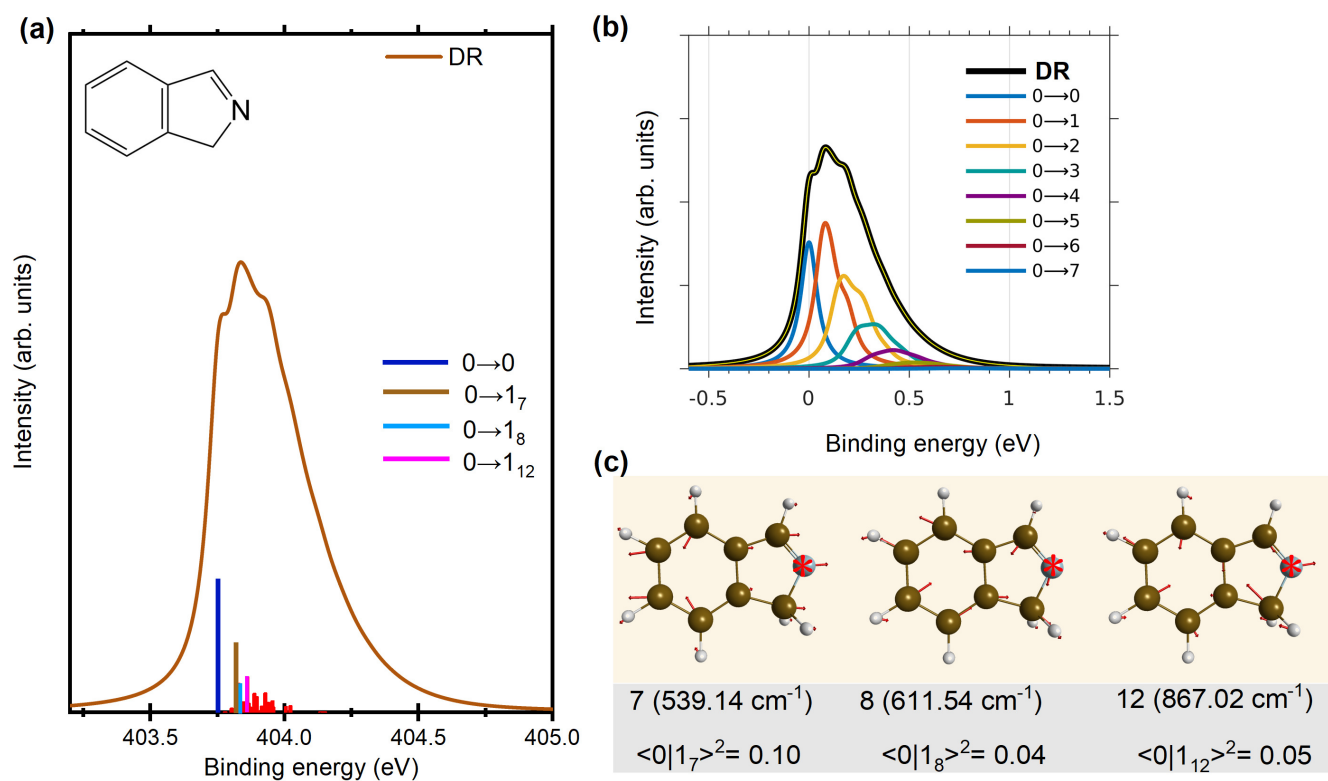 (a)
DR
N
0→0
0→1₇
0→1₈
0→1₁₂
Intensity (arb. units)
403.5 404.0 404.5 405.0
Binding energy (eV)
(b)
DR
0→0
0→1
0→2
0→3
0→4
0→5
0→6
0→7
Intensity (arb. units)
-0.5 0 0.5 1 1.5
Binding energy (eV)
(c)
7 (539.14 cm⁻¹) 8 (611.54 cm⁻¹) 12 (867.02 cm⁻¹)
<0|1₇>²= 0.10 <0|1₈>²= 0.04 <0|1₁₂>²= 0.05